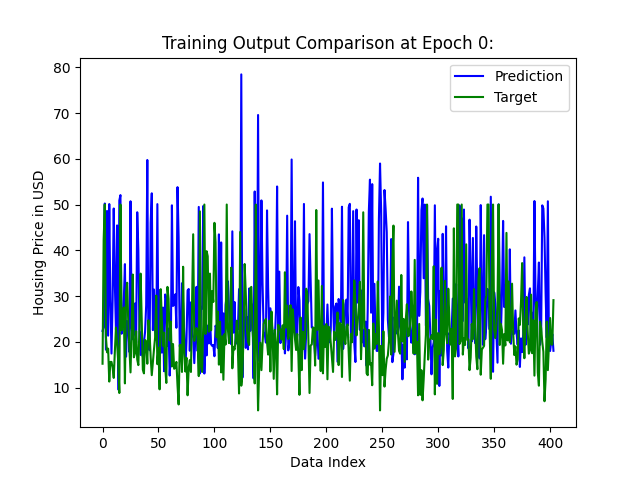 Training Output Comparison at Epoch 0:
Prediction
Target
80
70
60
50
40
30
20
10
Housing Price in USD
0 50 100 150 200 250 300 350 400
Data Index